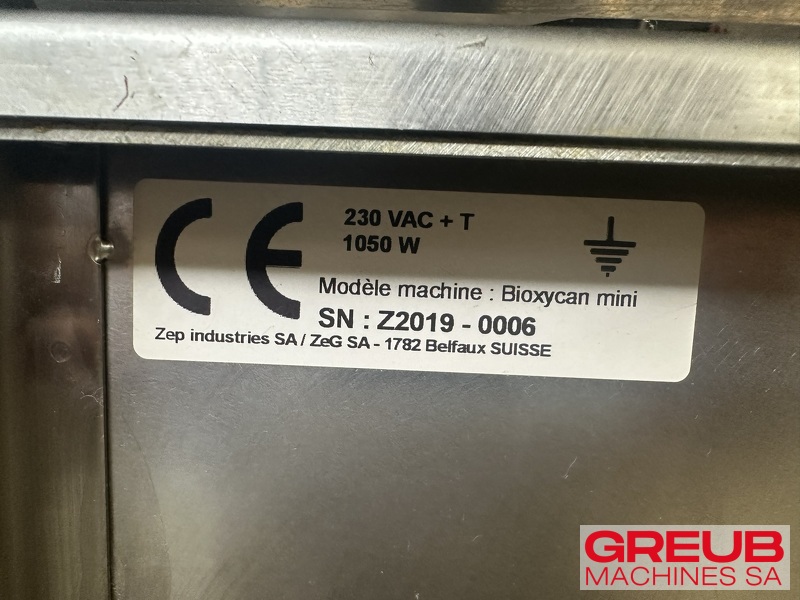 CE
230 VAC + T
1050 W
Modèle machine : Bioxycan mini
SN : Z2019 - 0006
Zep industries SA / ZeG SA - 1782 Belfaux SUISSE
GREUB
MACHINES SA